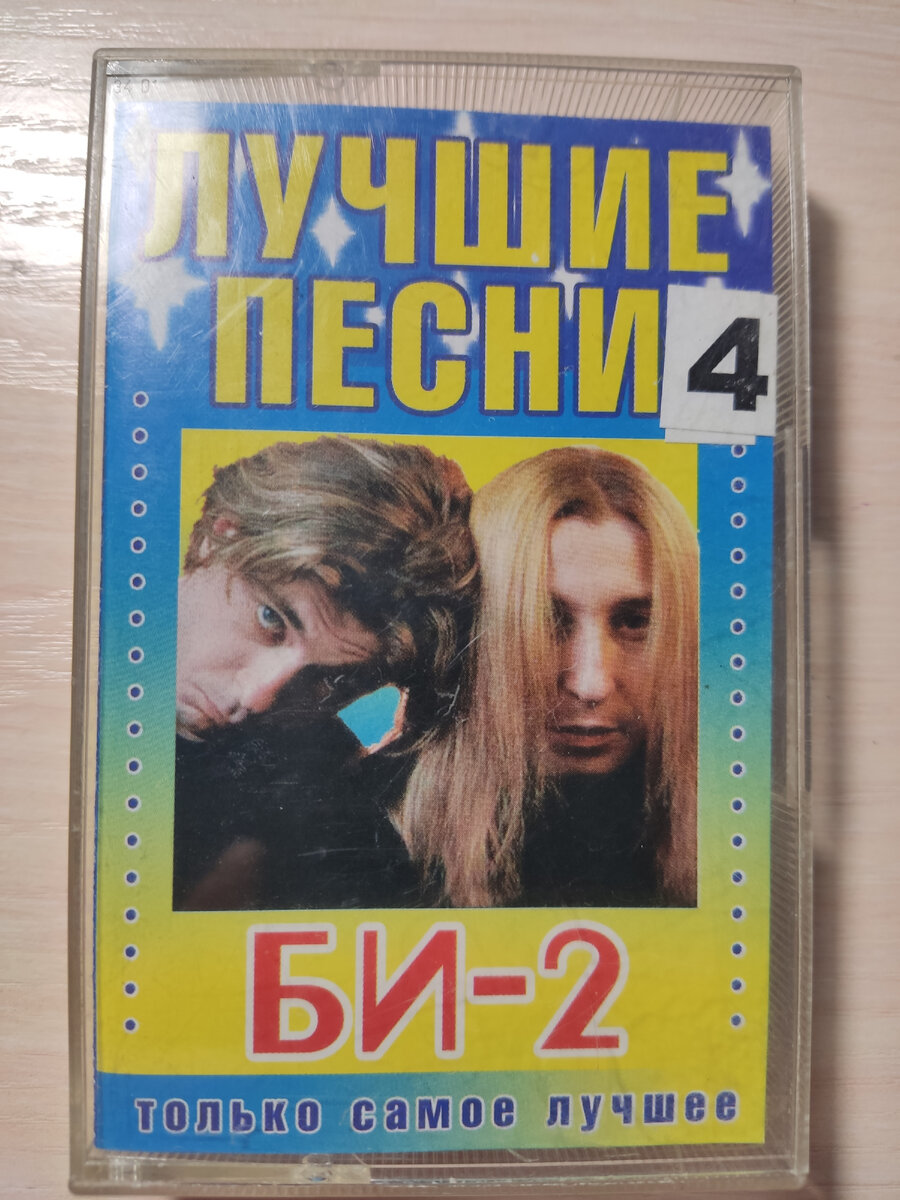 ЛУЧШИЕ
ПЕСНИ
4
БИ-2
только самое лучшее